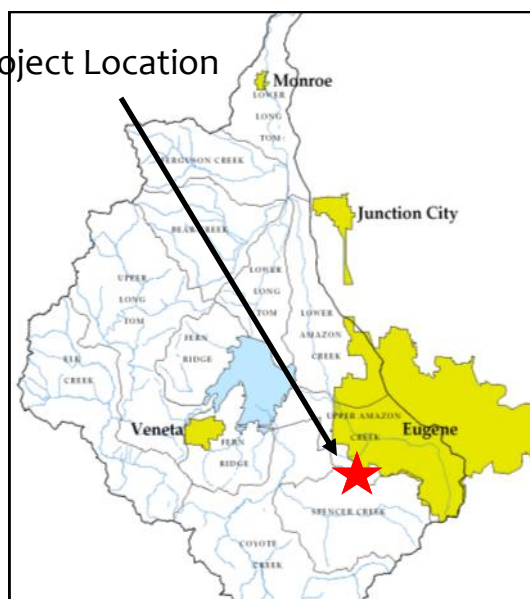 oject Location
Monroe
LOWER
LONG
TOM
FERGUSON CREEK
Junction City
BEAR CREEK
UPPER
LONG
TOM
LOWER
LONG
TOM
LOWER
AMAZON
CREEK
FERN
RIDGE
ELK
CREEK
UPPER AMAZON
CREEK
Eugene
Veneta
FERN
RIDGE
SPENCER CREEK
COYOTE
CREEK